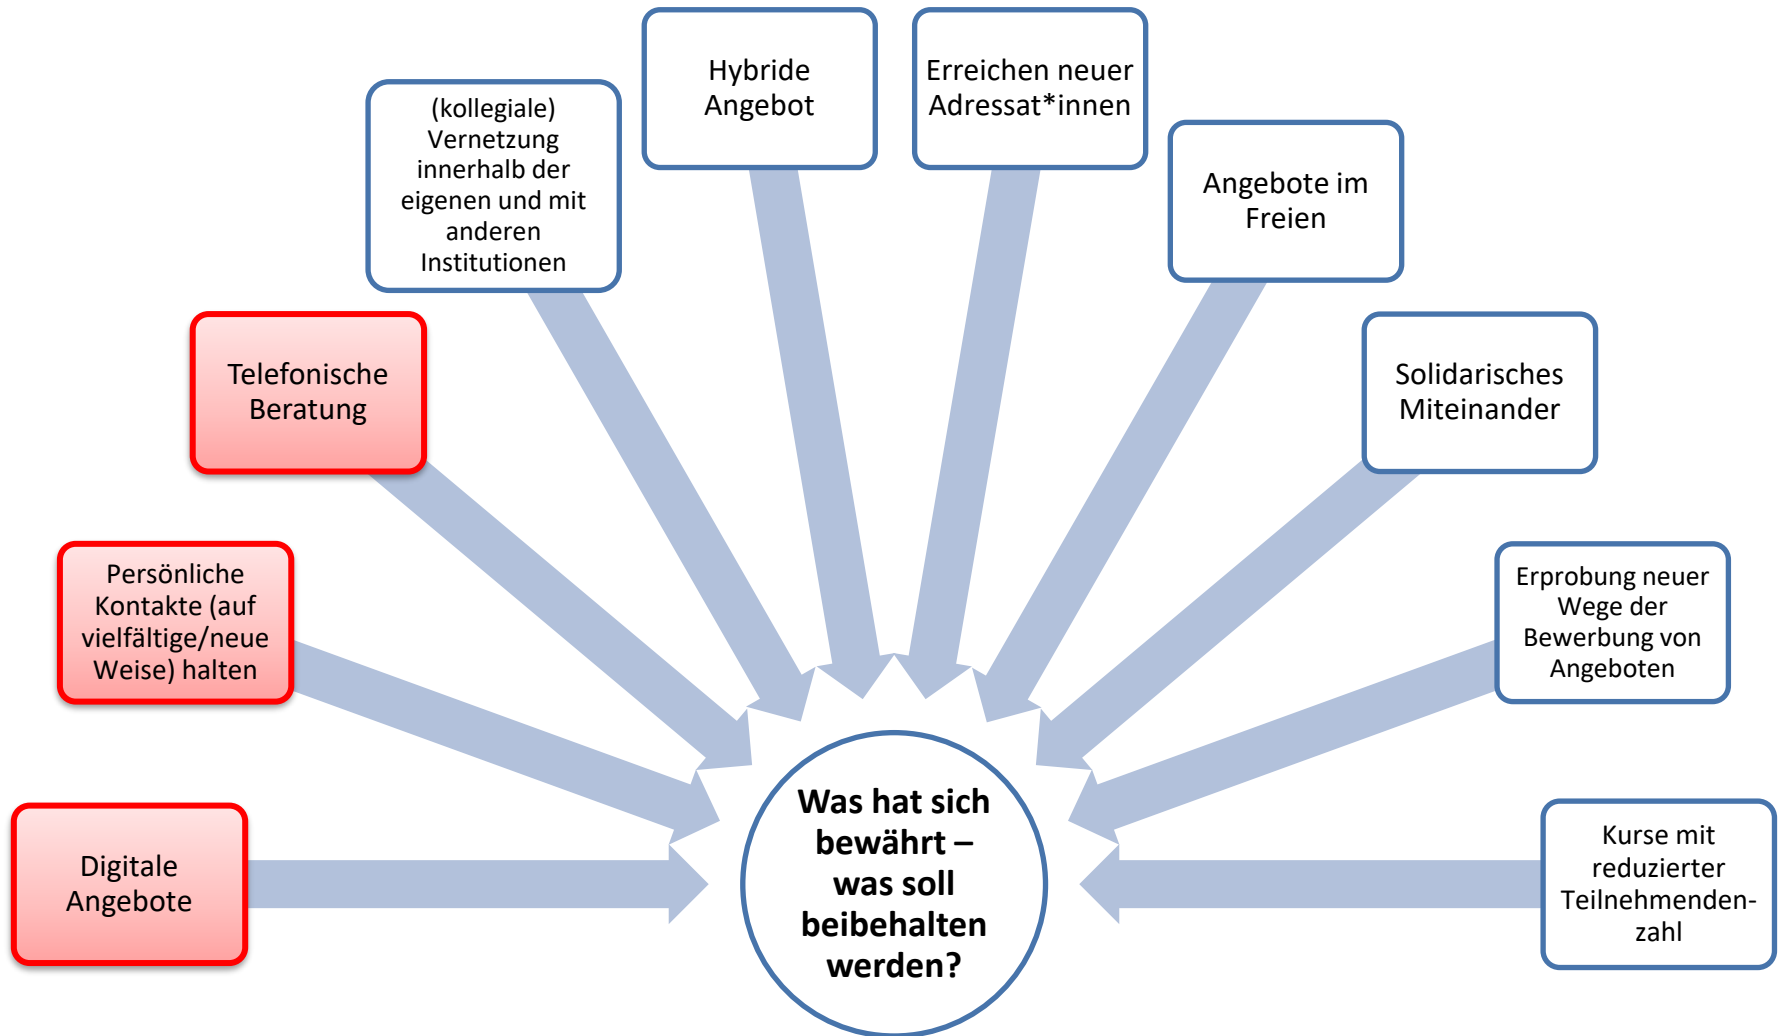 Hybride
Angebot
Erreichen neuer
Adressat*innen
(kollegiale)
Vernetzung
innerhalb der
eigenen und mit
anderen
Institutionen
Angebote im
Freien
Telefonische
Beratung
Solidarisches
Miteinander
Persönliche
Kontakte (auf
vielfältige/neue
Weise) halten
Erprobung neuer
Wege der
Bewerbung von
Angeboten
Digitale
Angebote
Was hat sich
bewährt –
was soll
beibehalten
werden?
Kurse mit
reduzierter
Teilnehmenden-
zahl